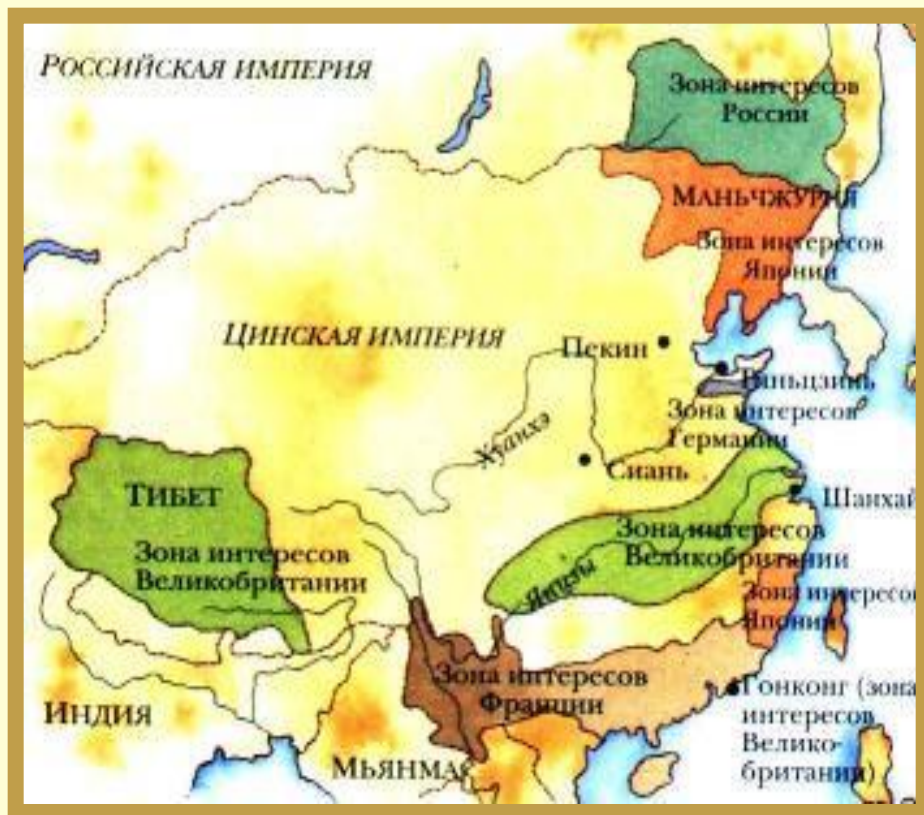 РОССИЙСКАЯ ИМПЕРИЯ
Зона интересов
России
МАНЬЧЖУРИЯ
Зона интересов
Японии
ЦИНСКАЯ ИМПЕРИЯ
Пекин
Тяньцзинь
Зона интересов
Германии
Хуанхэ
Сиань
ТИБЕТ
Шанхай
Зона интересов
Великобритании
Зона интересов
Великобритании
Янцзы
Зона интересов
Японии
Зона интересов
Франции
Гонконг (зона
интересов
Велико-
британии)
ИНДИЯ
МЬЯНМА